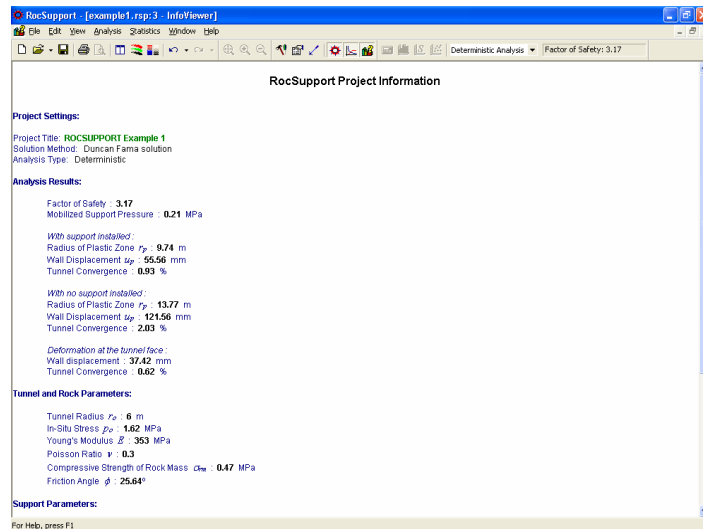 RocSupport - [example1.rsp:3 - InfoViewer]
File Edit View Analysis Statistics Window Help
Deterministic Analysis Factor of Safety: 3.17
RocSupport Project Information
Project Settings:
Project Title: ROCSUPPORT Example 1
Solution Method: Duncan Fama solution
Analysis Type: Deterministic
Analysis Results:
Factor of Safety : 3.17
Mobilized Support Pressure : 0.21 MPa
With support installed :
Radius of Plastic Zone rp : 9.74 m
Wall Displacement up : 55.56 mm
Tunnel Convergence : 0.93 %
With no support installed :
Radius of Plastic Zone rp : 13.77 m
Wall Displacement up : 121.56 mm
Tunnel Convergence : 2.03 %
Deformation at the tunnel face :
Wall displacement : 37.42 mm
Tunnel Convergence : 0.62 %
Tunnel and Rock Parameters:
Tunnel Radius ro : 6 m
In-Situ Stress po : 1.62 MPa
Young's Modulus E : 353 MPa
Poisson Ratio ν : 0.3
Compressive Strength of Rock Mass σcm : 0.47 MPa
Friction Angle ϕ : 25.64º
Support Parameters:
For Help, press F1